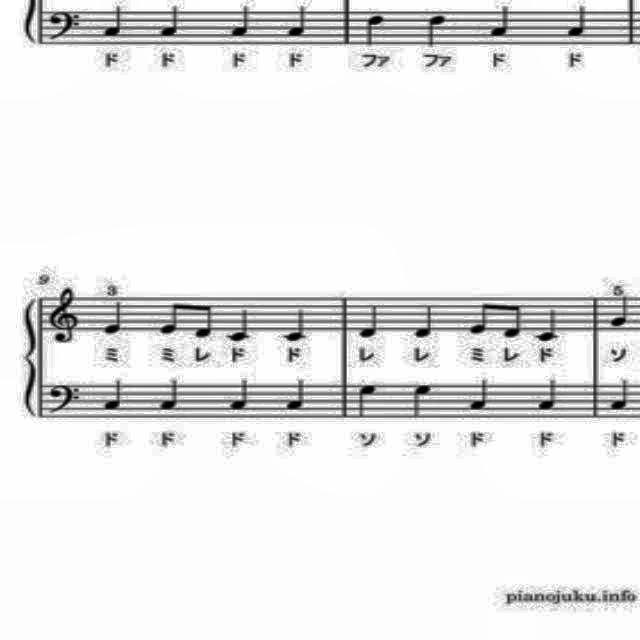 ド ド ド ド ファ ファ ド ド
9
3 5
ミ ミ レ ド ド レ レ ミ レ ド ソ
ド ド ド ド ソ ソ ド ド ド
pianojuku.info